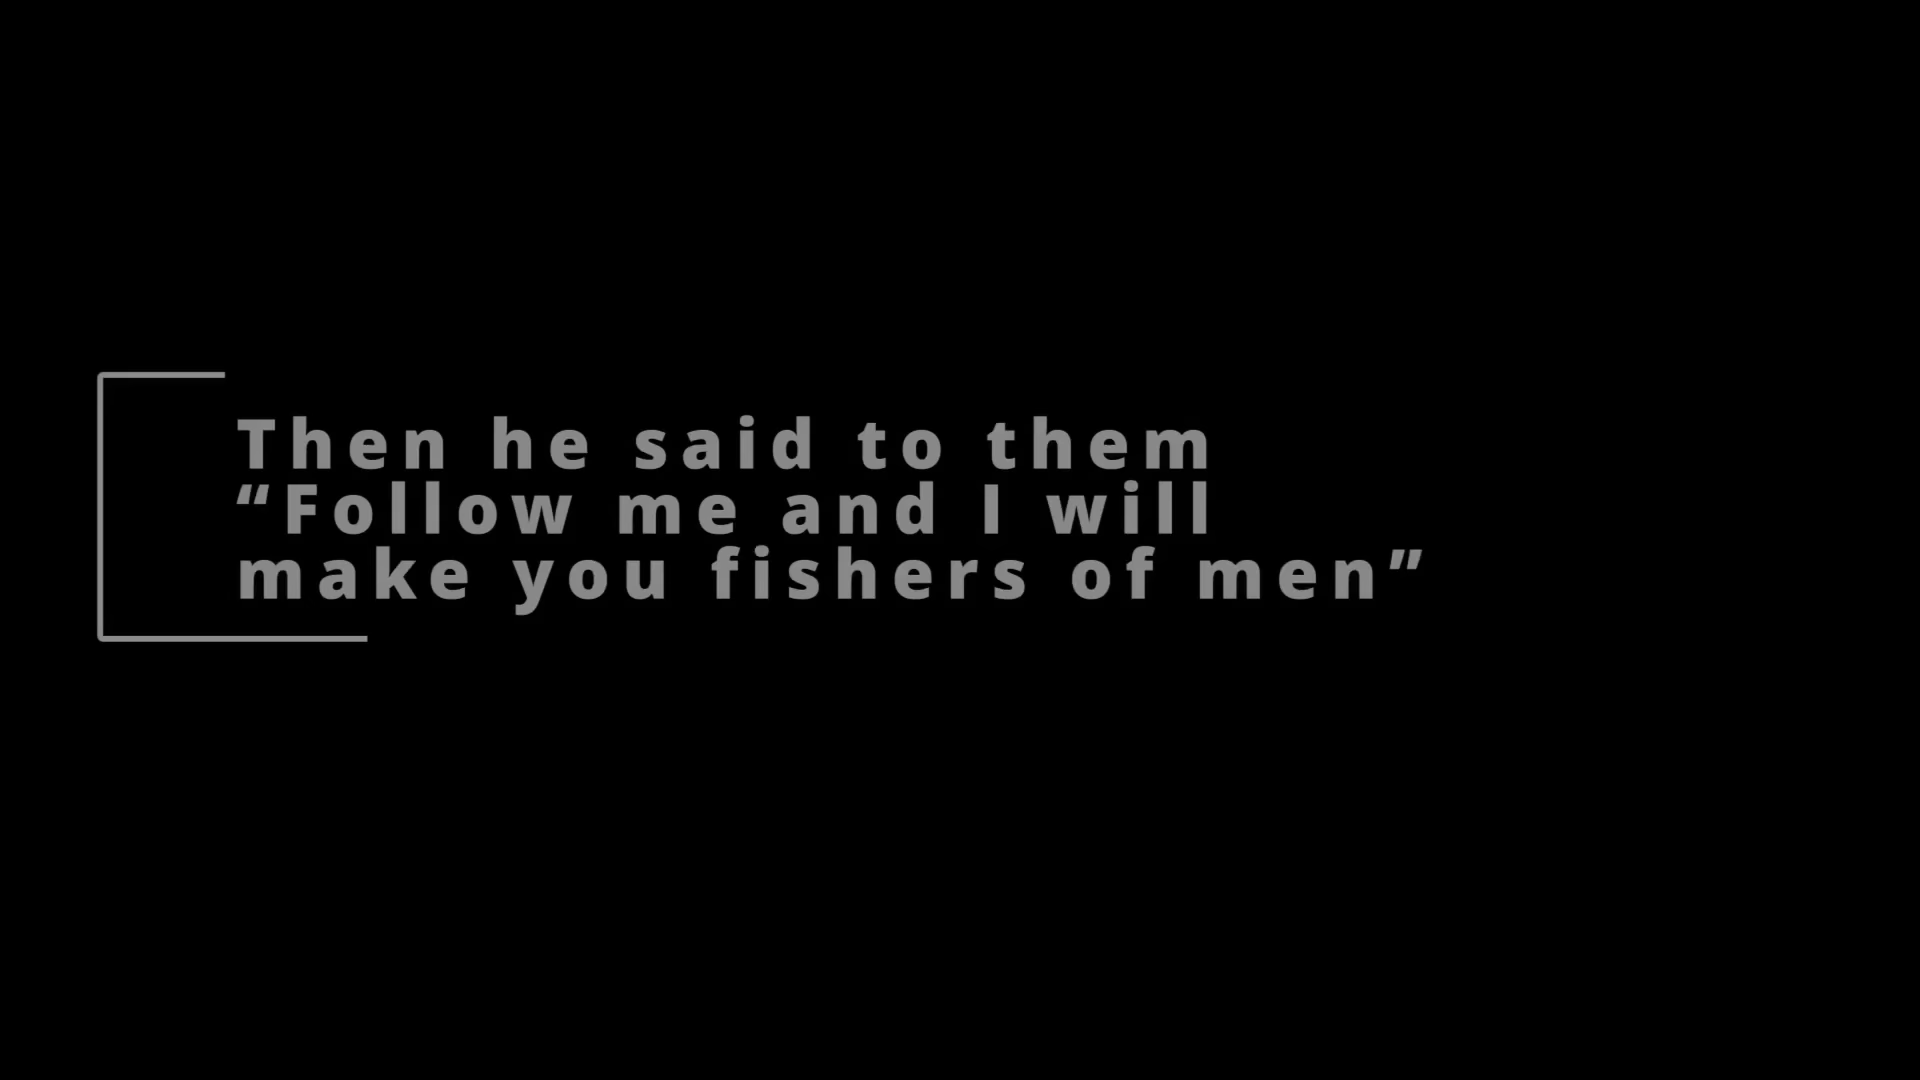 Then he said to them
“Follow me and I will
make you fishers of men”